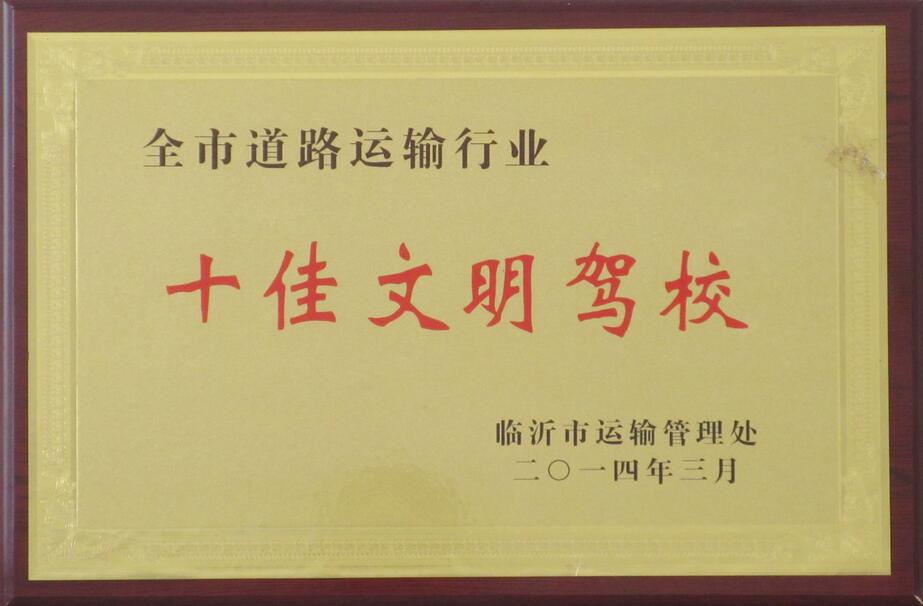 全市道路运输行业
十佳文明驾校
临沂市运输管理处
二〇一四年三月